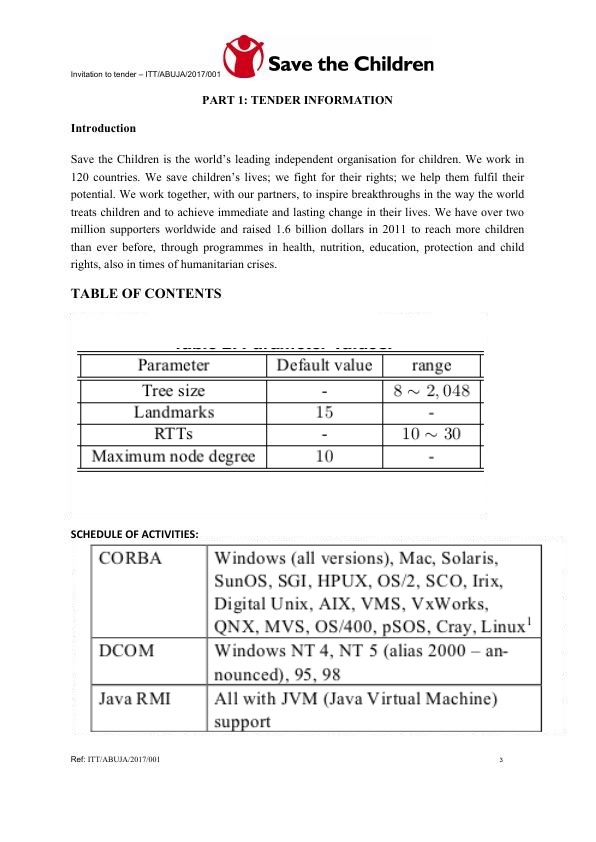 Invitation to tender – ITT/ABUJA/2017/001
Save the Children
PART 1: TENDER INFORMATION
Introduction
Save the Children is the world's leading independent organisation for children. We work in
120 countries. We save children's lives; we fight for their rights; we help them fulfil their
potential. We work together, with our partners, to inspire breakthroughs in the way the world
treats children and to achieve immediate and lasting change in their lives. We have over two
million supporters worldwide and raised 1.6 billion dollars in 2011 to reach more children
than ever before, through programmes in health, nutrition, education, protection and child
rights, also in times of humanitarian crises.
TABLE OF CONTENTS
Parameter Default value range
Tree size - 8 ~ 2,048
Landmarks 15 -
RTTs - 10 ~ 30
Maximum node degree 10 -
SCHEDULE OF ACTIVITIES:
CORBA Windows (all versions), Mac, Solaris,
SunOS, SGI, HPUX, OS/2, SCO, Irix,
Digital Unix, AIX, VMS, VxWorks,
QNX, MVS, OS/400, pSOS, Cray, Linux¹
DCOM Windows NT 4, NT 5 (alias 2000 – an-
nounced), 95, 98
Java RMI All with JVM (Java Virtual Machine)
support
Ref: ITT/ABUJA/2017/001 3